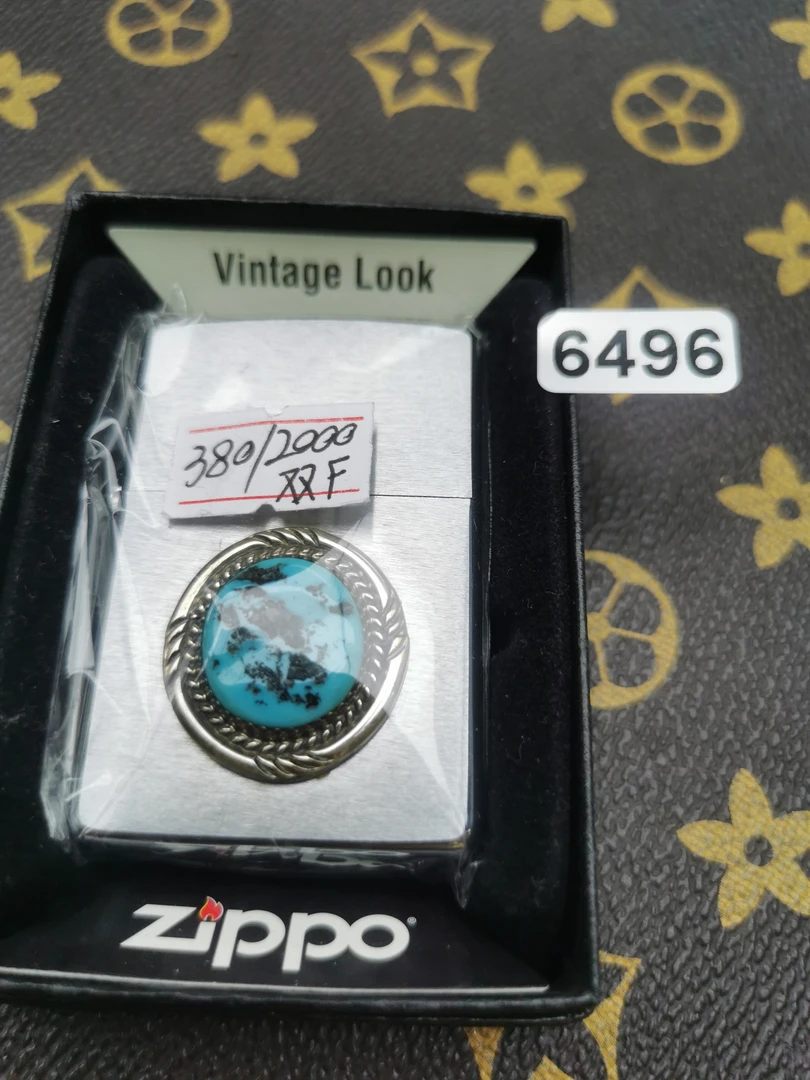 Vintage Look
6496
380/2000
双F
zippo